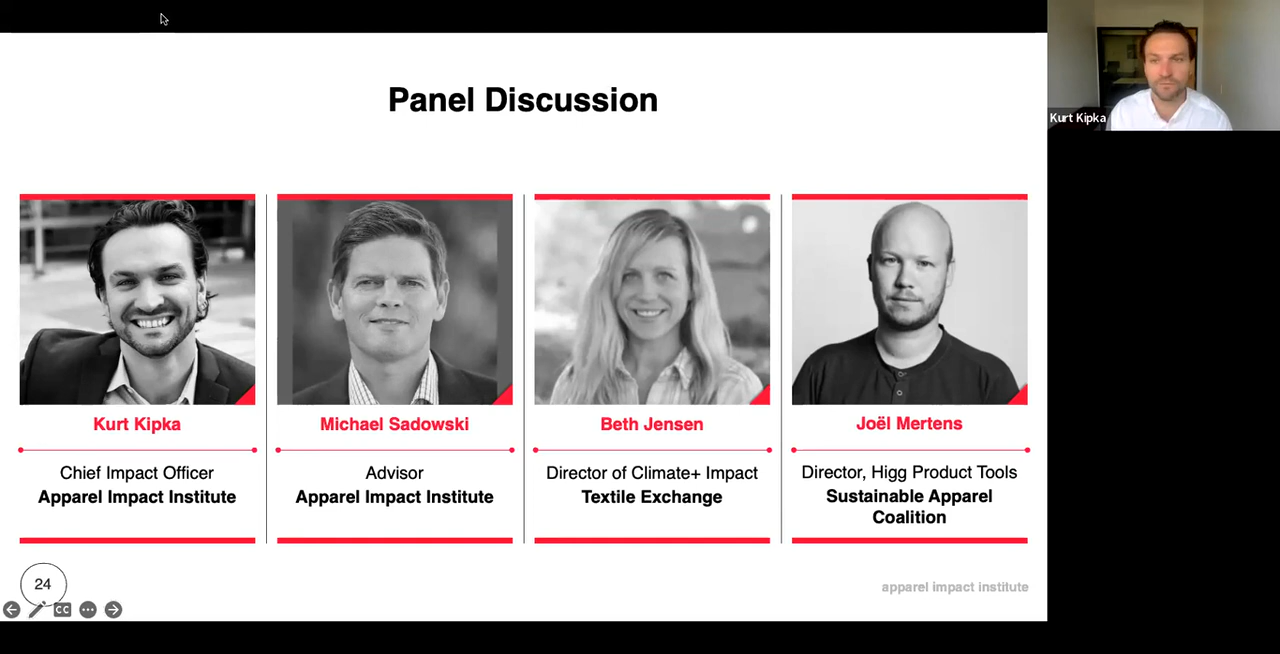 Panel Discussion
Kurt Kipka
Kurt Kipka
Chief Impact Officer
Apparel Impact Institute
Michael Sadowski
Advisor
Apparel Impact Institute
Beth Jensen
Director of Climate+ Impact
Textile Exchange
Joël Mertens
Director, Higg Product Tools
Sustainable Apparel
Coalition
24
apparel impact institute
CC